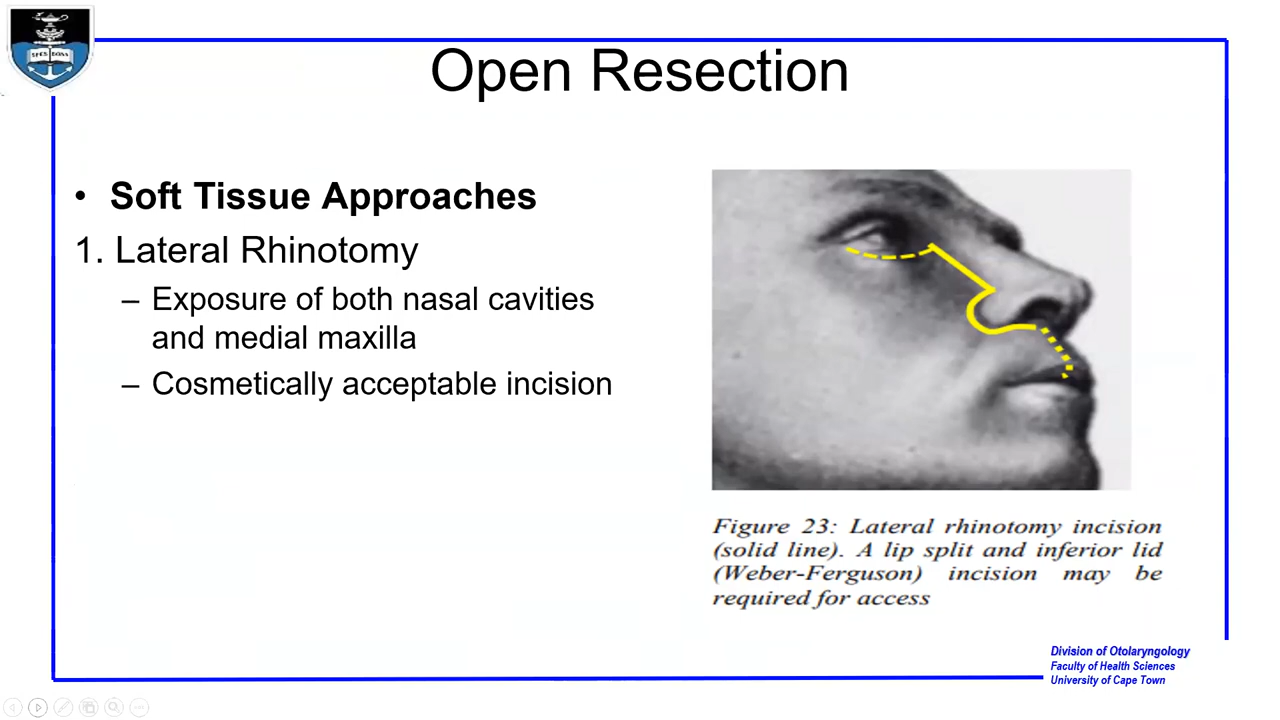 Open Resection
• Soft Tissue Approaches
1. Lateral Rhinotomy
– Exposure of both nasal cavities
and medial maxilla
– Cosmetically acceptable incision
Figure 23: Lateral rhinotomy incision
(solid line). A lip split and inferior lid
(Weber-Ferguson) incision may be
required for access
Division of Otolaryngology
Faculty of Health Sciences
University of Cape Town